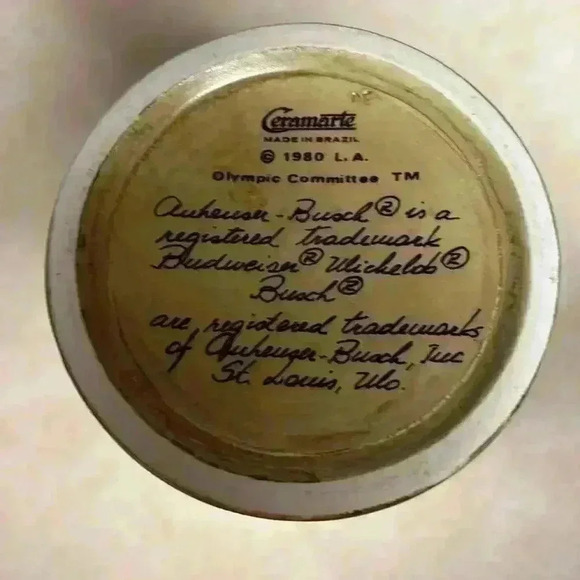 Ceramarte
MADE IN BRAZIL
© 1980 L.A.
Olympic Committee TM
Anheuser-Busch® is a
registered trademark
Budweiser® Michelob®
Busch®
are registered trademarks
of Anheuser-Busch, Inc
St. Louis, Mo.